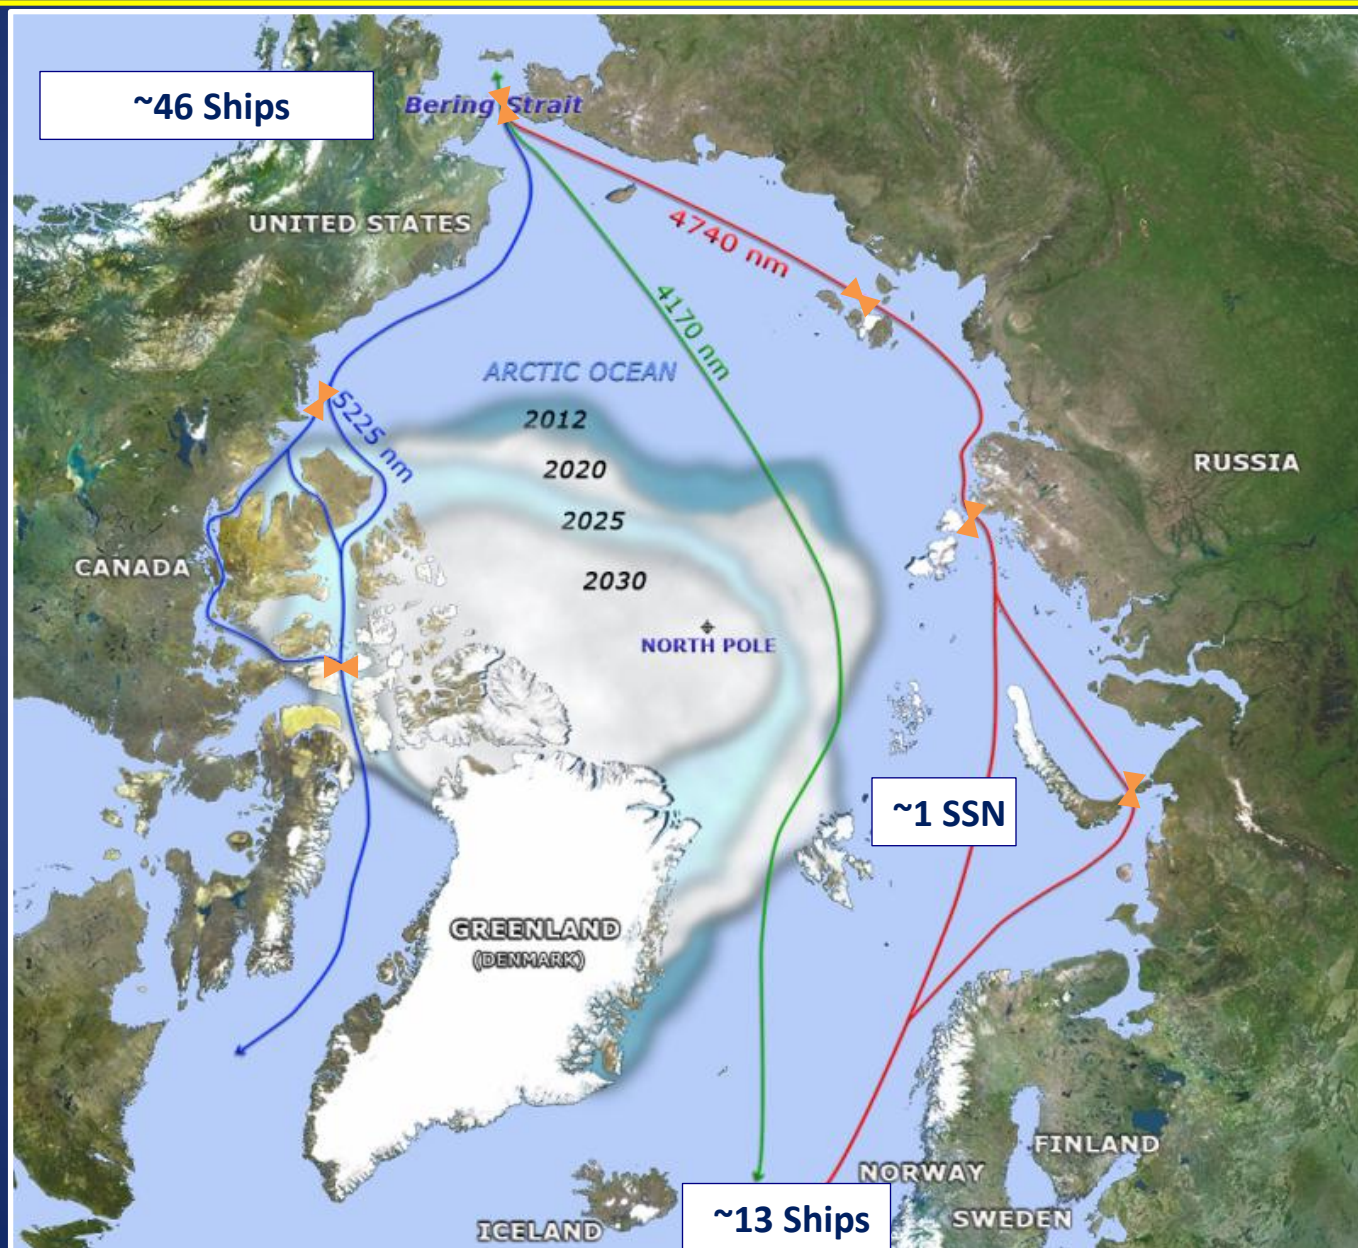 ~46 Ships
Bering Strait
UNITED STATES
4740 nm
4170 nm
ARCTIC OCEAN
5225 nm
2012
2020
RUSSIA
2025
CANADA
2030
NORTH POLE
~1 SSN
GREENLAND
(DENMARK)
FINLAND
NORWAY
~13 Ships
SWEDEN
ICELAND